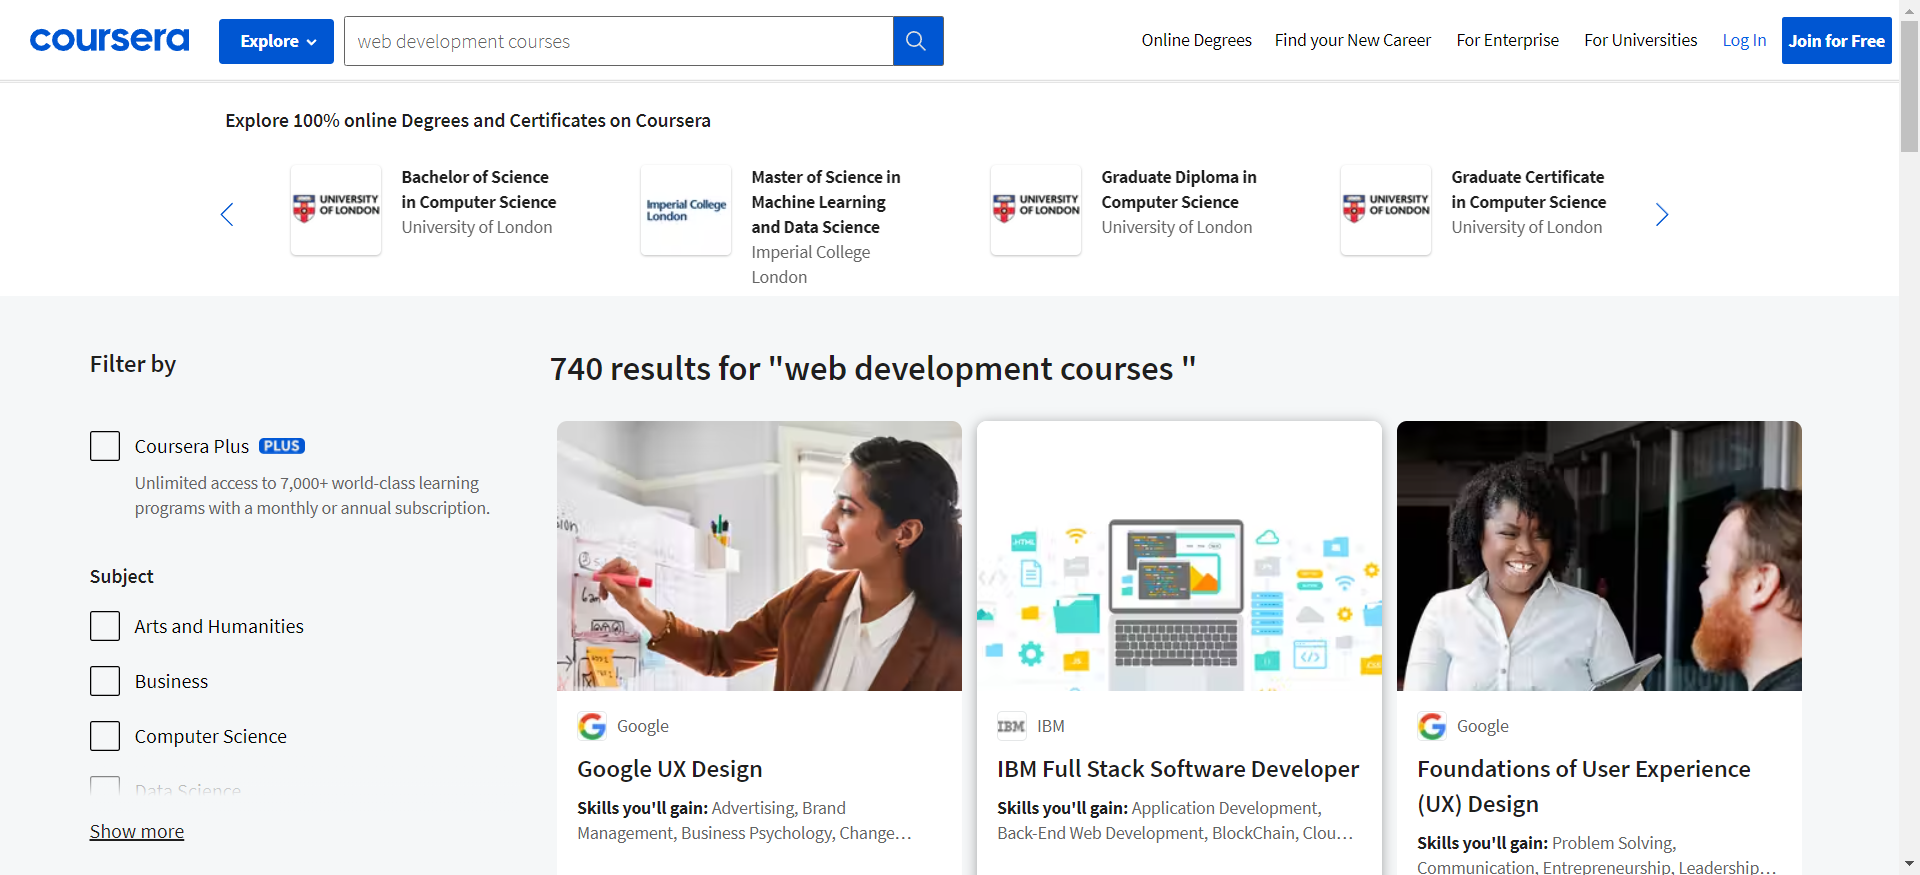 coursera
Explore
web development courses
Online Degrees
Find your New Career
For Enterprise
For Universities
Log In
Join for Free
Explore 100% online Degrees and Certificates on Coursera
UNIVERSITY
OF LONDON
Bachelor of Science
in Computer Science
University of London
Imperial College
London
Master of Science in
Machine Learning
and Data Science
Imperial College
London
UNIVERSITY
OF LONDON
Graduate Diploma in
Computer Science
University of London
UNIVERSITY
OF LONDON
Graduate Certificate
in Computer Science
University of London
Filter by
Coursera Plus PLUS
Unlimited access to 7,000+ world-class learning
programs with a monthly or annual subscription.
Subject
Arts and Humanities
Business
Computer Science
Data Science
Show more
740 results for "web development courses "
HTML
JS
Google
Google UX Design
Skills you'll gain: Advertising, Brand
Management, Business Psychology, Change...
IBM IBM
IBM Full Stack Software Developer
Skills you'll gain: Application Development,
Back-End Web Development, BlockChain, Clou...
Google
Foundations of User Experience
(UX) Design
Skills you'll gain: Problem Solving,
Communication, Entrepreneurship, Leadership...